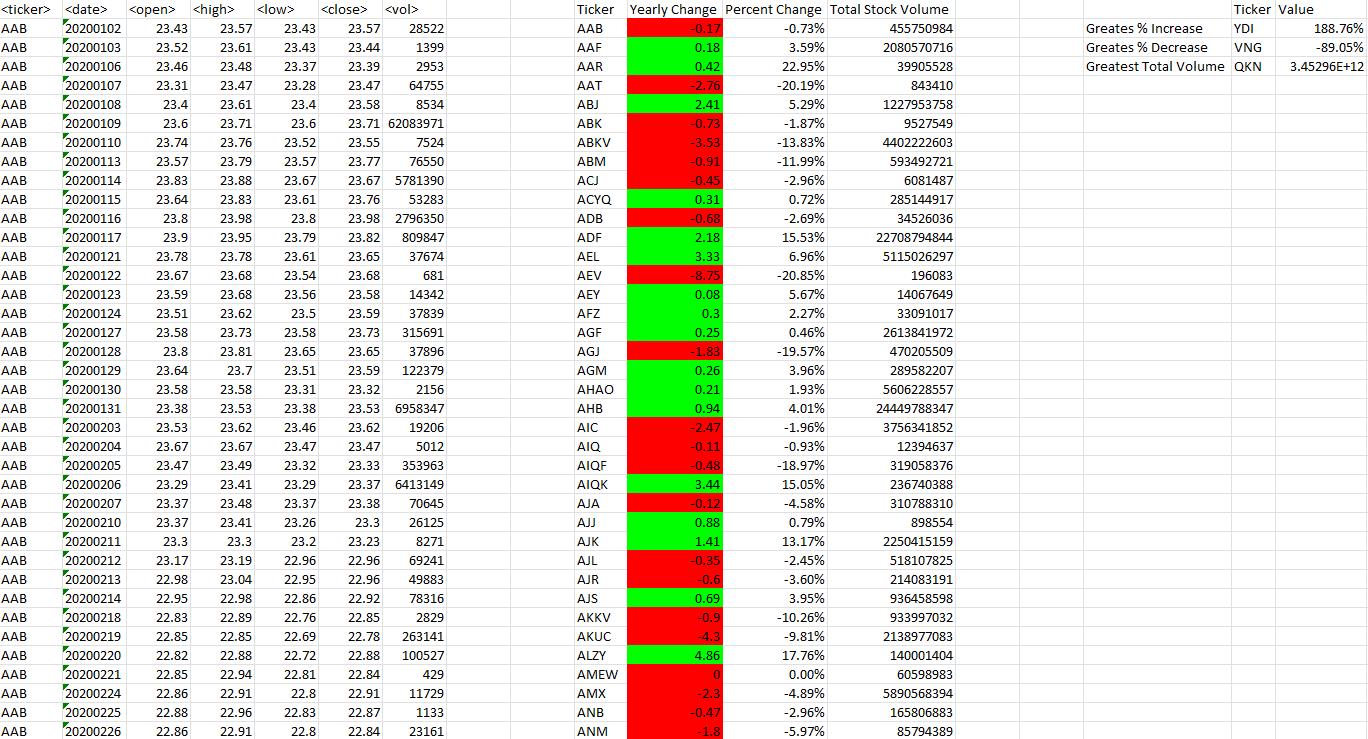 <ticker> <date> <open> <high> <low> <close> <vol> Ticker Yearly Change Percent Change Total Stock Volume Ticker Value
AAB 20200102 23.43 23.57 23.43 23.57 28522 AAB -0.17 -0.73% 455750984 Greates % Increase YDI 188.76%
AAB 20200103 23.52 23.61 23.43 23.44 1399 AAF 0.18 3.59% 2080570716 Greates % Decrease VNG -89.05%
AAB 20200106 23.46 23.48 23.37 23.39 2953 AAR 0.42 22.95% 39905528 Greatest Total Volume QKN 3.45296E+12
AAB 20200107 23.31 23.47 23.28 23.47 64755 AAT -2.76 -20.19% 843410
AAB 20200108 23.4 23.61 23.4 23.58 8534 ABJ 2.41 5.29% 1227953758
AAB 20200109 23.6 23.71 23.6 23.71 62083971 ABK -0.73 -1.87% 9527549
AAB 20200110 23.74 23.76 23.52 23.55 7524 ABKV -3.53 -13.83% 4402222603
AAB 20200113 23.57 23.79 23.57 23.77 76550 ABM -0.91 -11.99% 593492721
AAB 20200114 23.83 23.88 23.67 23.67 5781390 ACJ -0.45 -2.96% 6081487
AAB 20200115 23.64 23.83 23.61 23.76 53283 ACYQ 0.31 0.72% 285144917
AAB 20200116 23.8 23.98 23.8 23.98 2796350 ADB -0.68 -2.69% 34526036
AAB 20200117 23.9 23.95 23.79 23.82 809847 ADF 2.18 15.53% 22708794844
AAB 20200121 23.78 23.78 23.61 23.65 37674 AEL 3.33 6.96% 5115026297
AAB 20200122 23.67 23.68 23.54 23.68 681 AEV -8.75 -20.85% 196083
AAB 20200123 23.59 23.68 23.56 23.58 14342 AEY 0.08 5.67% 14067649
AAB 20200124 23.51 23.62 23.5 23.59 37839 AFZ 0.3 2.27% 33091017
AAB 20200127 23.58 23.73 23.58 23.73 315691 AGF 0.25 0.46% 2613841972
AAB 20200128 23.8 23.81 23.65 23.65 37896 AGJ -1.83 -19.57% 470205509
AAB 20200129 23.64 23.7 23.51 23.59 122379 AGM 0.26 3.96% 289582207
AAB 20200130 23.58 23.58 23.31 23.32 2156 AHAO 0.21 1.93% 5606228557
AAB 20200131 23.38 23.53 23.38 23.53 6958347 AHB 0.94 4.01% 24449788347
AAB 20200203 23.53 23.62 23.46 23.62 19206 AIC -2.47 -1.96% 3756341852
AAB 20200204 23.67 23.67 23.47 23.47 5012 AIQ -0.11 -0.93% 12394637
AAB 20200205 23.47 23.49 23.32 23.33 353963 AIQF -0.48 -18.97% 319058376
AAB 20200206 23.29 23.41 23.29 23.37 6413149 AIQK 3.44 15.05% 236740388
AAB 20200207 23.37 23.48 23.37 23.38 70645 AJA -0.12 -4.58% 310788310
AAB 20200210 23.37 23.41 23.26 23.3 26125 AJJ 0.88 0.79% 898554
AAB 20200211 23.3 23.3 23.2 23.23 8271 AJK 1.41 13.17% 2250415159
AAB 20200212 23.17 23.19 22.96 22.96 69241 AJL -0.35 -2.45% 518107825
AAB 20200213 22.98 23.04 22.95 22.96 49883 AJR -0.6 -3.60% 214083191
AAB 20200214 22.95 22.98 22.86 22.92 78316 AJS 0.69 3.95% 936458598
AAB 20200218 22.83 22.89 22.76 22.85 2829 AKKV -0.9 -10.26% 933997032
AAB 20200219 22.85 22.85 22.69 22.78 263141 AKUC -4.3 -9.81% 2138977083
AAB 20200220 22.82 22.88 22.72 22.88 100527 ALZY 4.86 17.76% 140001404
AAB 20200221 22.85 22.94 22.81 22.84 429 AMEW 0 0.00% 60598983
AAB 20200224 22.86 22.91 22.8 22.91 11729 AMX -2.3 -4.89% 5890568394
AAB 20200225 22.88 22.96 22.83 22.87 1133 ANB -0.47 -2.96% 165806883
AAB 20200226 22.86 22.91 22.8 22.84 23161 ANM -1.8 -5.97% 85794389